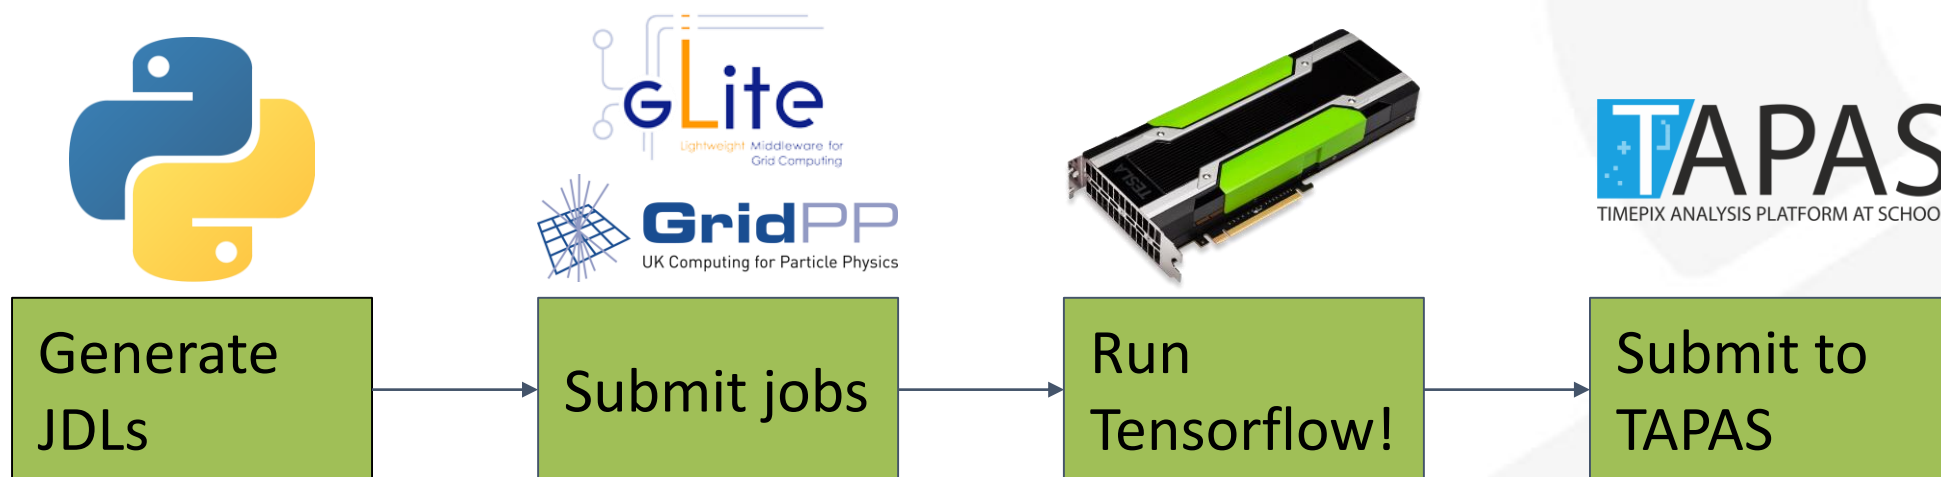 gLite
Lightweight Middleware for
Grid Computing
GridPP
UK Computing for Particle Physics
TESLA
TAPAS
TIMEPIX ANALYSIS PLATFORM AT SCHOO
Generate
JDLs
Submit jobs
Run
Tensorflow!
Submit to
TAPAS